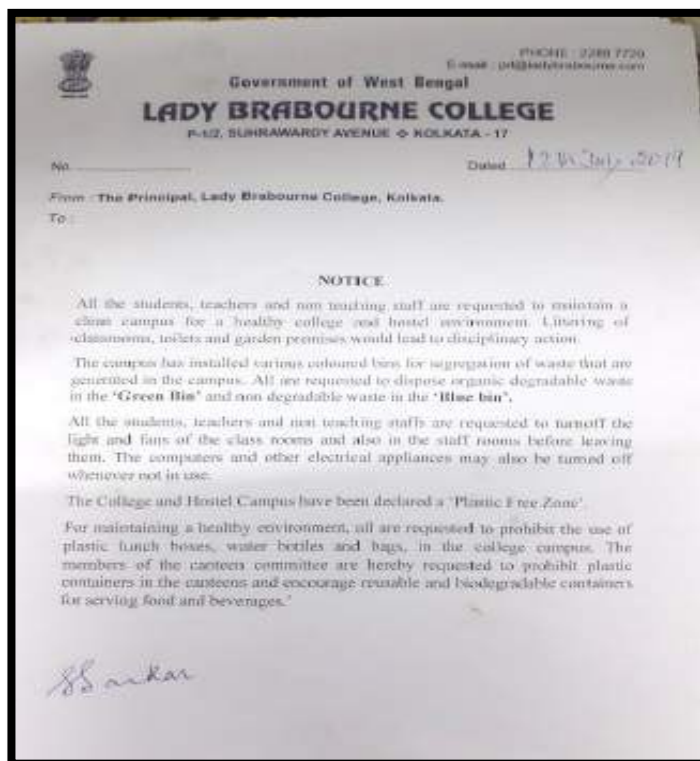 PHONE : 2289 7720
E-mail : prl@ladybrabourne.com
Government of West Bengal
LADY BRABOURNE COLLEGE
P-1/2, SUHRAWARDY AVENUE ❖ KOLKATA - 17
No.
Dated 12th July, 2019
From : The Principal, Lady Brabourne College, Kolkata.
To :
NOTICE
All the students, teachers and non teaching staff are requested to maintain a
clean campus for a healthy college and hostel environment. Littering of
classrooms, toilets and garden premises would lead to disciplinary action.
The campus has installed various coloured bins for segregation of waste that are
generated in the campus. All are requested to dispose organic degradable waste
in the ‘Green Bin’ and non degradable waste in the ‘Blue bin’.
All the students, teachers and non teaching staffs are requested to turnoff the
light and fans of the class rooms and also in the staff rooms before leaving
them. The computers and other electrical appliances may also be turned off
whenever not in use.
The College and Hostel Campus have been declared a ‘Plastic Free Zone’.
For maintaining a healthy environment, all are requested to prohibit the use of
plastic lunch boxes, water bottles and bags, in the college campus. The
members of the canteen committee are hereby requested to prohibit plastic
containers in the canteens and encourage reusable and biodegradable containers
for serving food and beverages.’
SSarkar